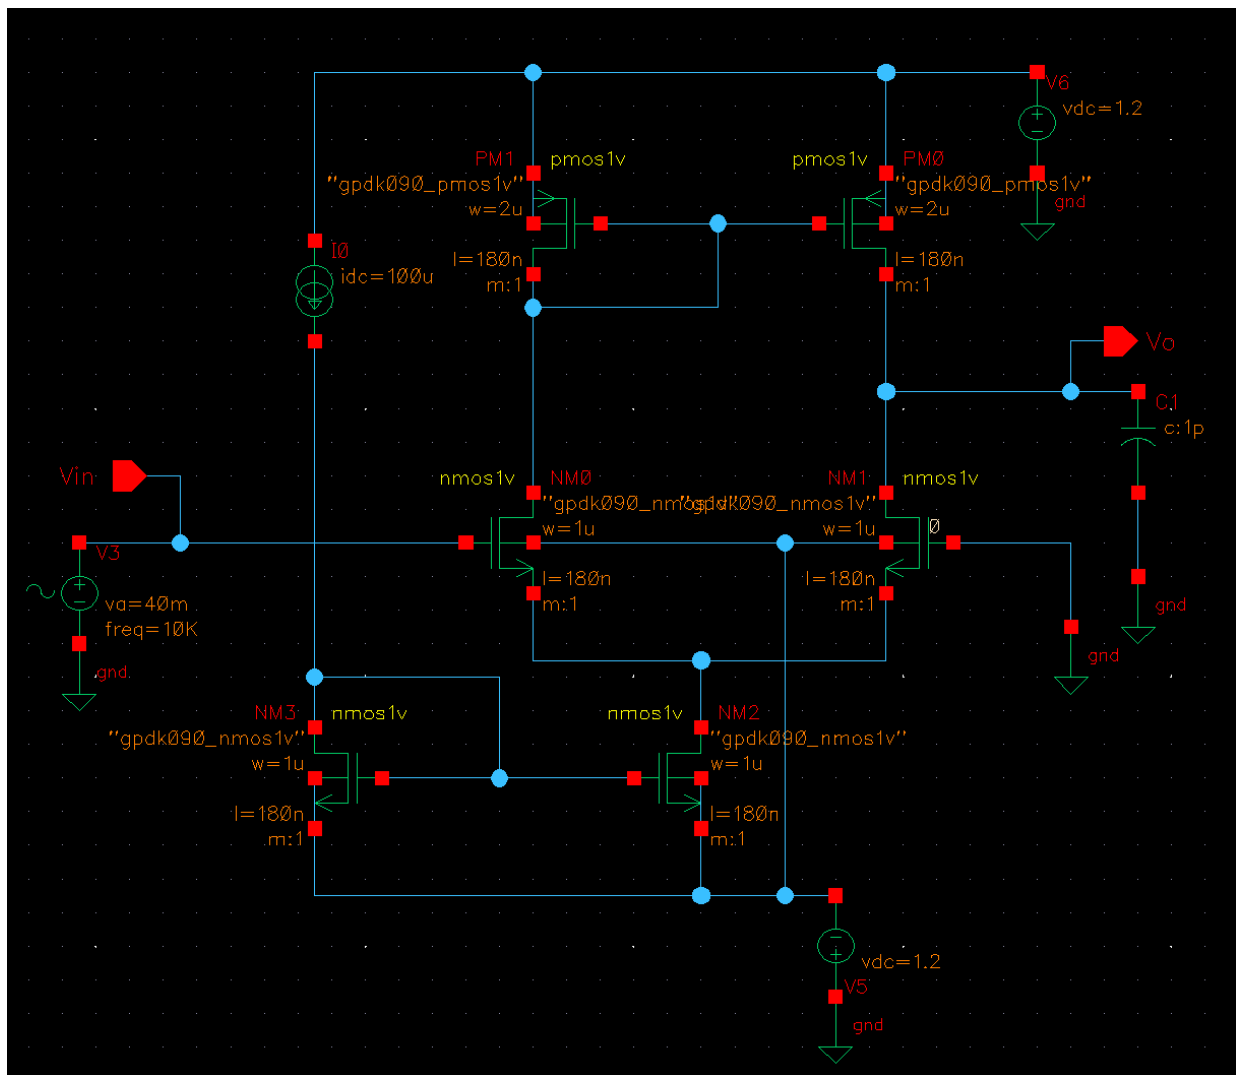 V6
vdc=1.2
PM1
pmos1v
pmos1v
PM0
"gpdk090_pmos1v"
"gpdk090_pmos1v"
w=2u
w=2u
gnd
I0
l=180n
l=180n
idc=100u
m:1
m:1
Vo
C1
c:1p
Vin
nmos1v
NM0
NM1
nmos1v
"gpdk090_nmos1v"
"gpdk090_nmos1v"
w=1u
w=1u
0
V3
l=180n
l=180n
va=40m
m:1
m:1
gnd
freq=10K
gnd
gnd
NM3
nmos1v
nmos1v
NM2
"gpdk090_nmos1v"
"gpdk090_nmos1v"
w=1u
w=1u
l=180n
l=180n
m:1
m:1
vdc=1.2
V5
gnd